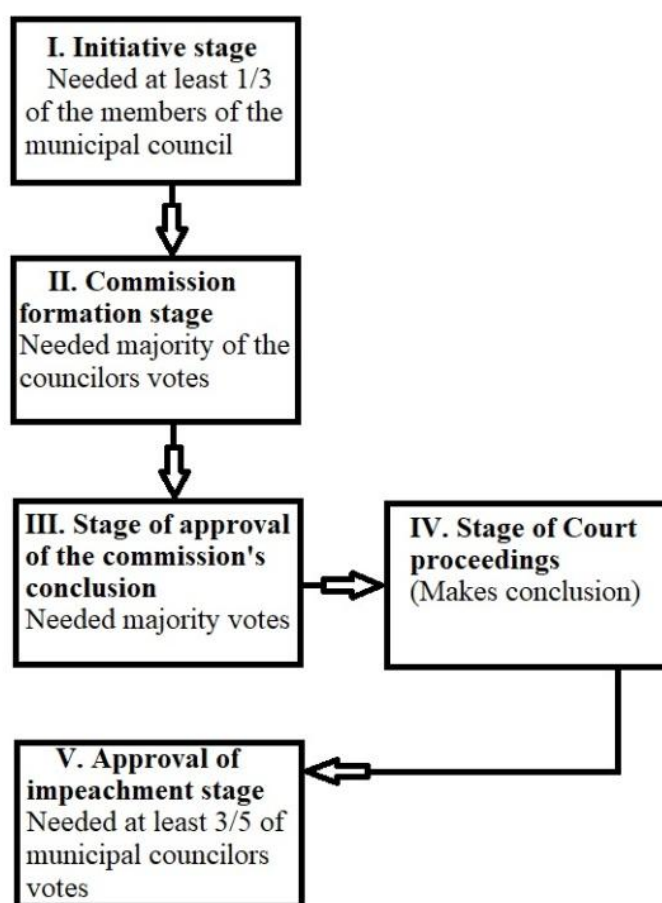 I. Initiative stage
Needed at least 1/3
of the members of the
municipal council
II. Commission
formation stage
Needed majority of the
councilors votes
III. Stage of approval
of the commission's
conclusion
Needed majority votes
IV. Stage of Court
proceedings
(Makes conclusion)
V. Approval of
impeachment stage
Needed at least 3/5 of
municipal councilors
votes